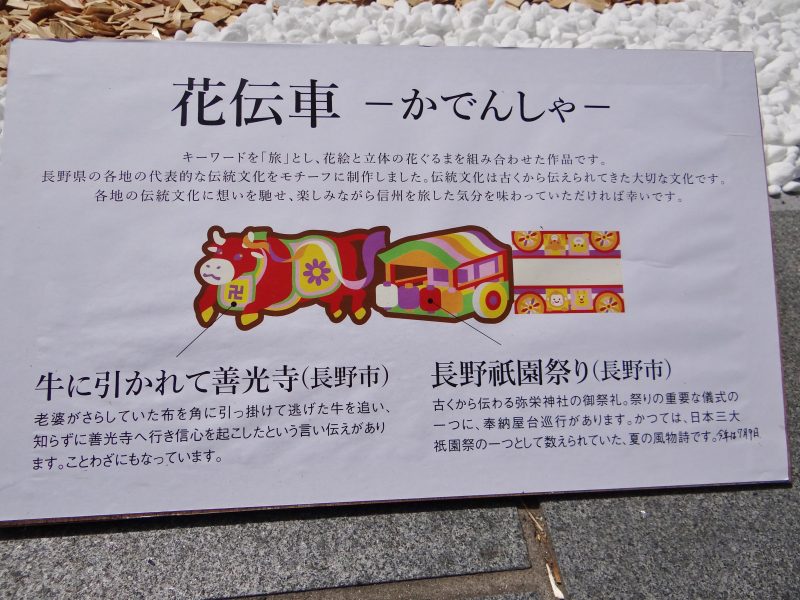 花伝車 －かでんしゃ－
キーワードを「旅」とし、花絵と立体の花ぐるまを組み合わせた作品です。
長野県の各地の代表的な伝統文化をモチーフに制作しました。伝統文化は古くから伝えられてきた大切な文化です。
各地の伝統文化に想いを馳せ、楽しみながら信州を旅した気分を味わっていただければ幸いです。
卍
牛に引かれて善光寺(長野市)
老婆がさらしていた布を角に引っ掛けて逃げた牛を追い、
知らずに善光寺へ行き信心を起こしたという言い伝えがあり
ます。ことわざにもなっています。
長野祇園祭り(長野市)
古くから伝わる弥栄神社の御祭礼。祭りの重要な儀式の
一つに、奉納屋台巡行があります。かつては、日本三大
祇園祭の一つとして数えられていた、夏の風物詩です。今年は7月9日